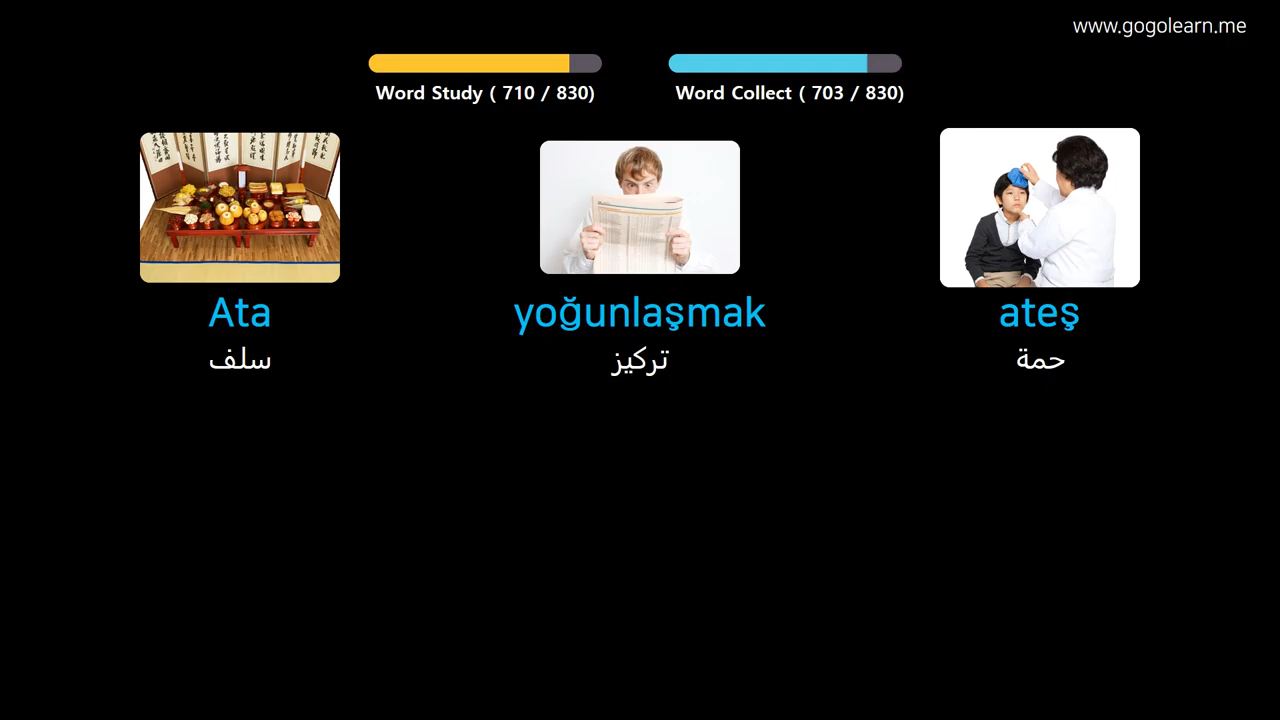 www.gogolearn.me
Word Study ( 710 / 830)
Word Collect ( 703 / 830)
Ata
yoğunlaşmak
ateş
سلف
تركيز
حمة